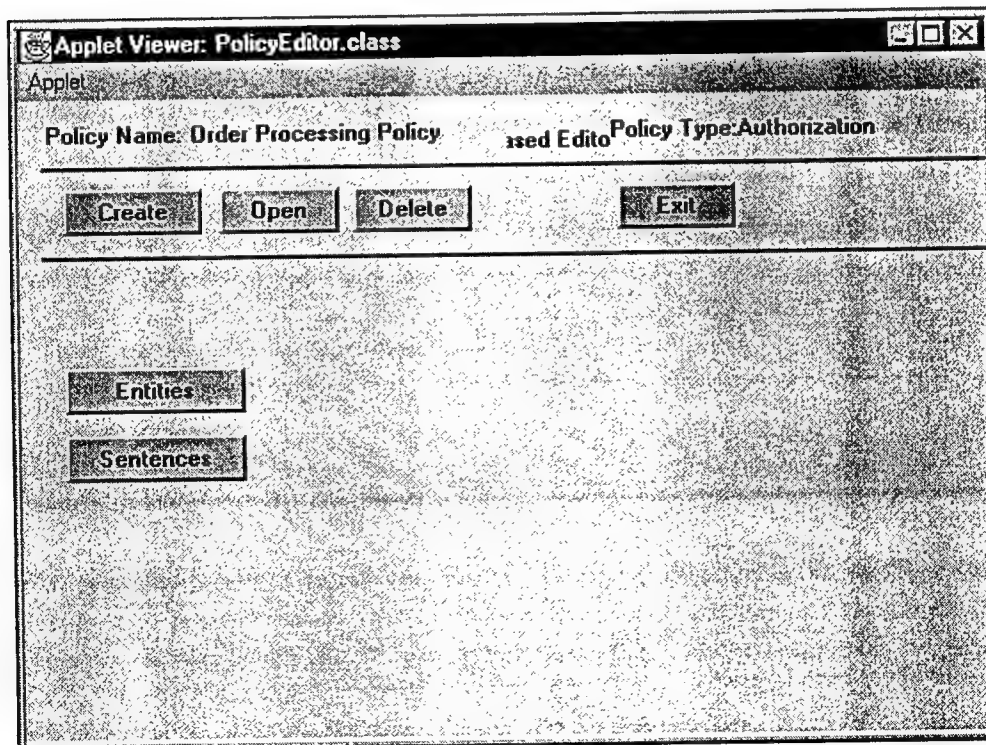 Applet Viewer: PolicyEditor.class
Applet
Policy Name: Order Processing Policy ased Edito Policy Type:Authorization
Create Open Delete Exit
Entities
Sentences